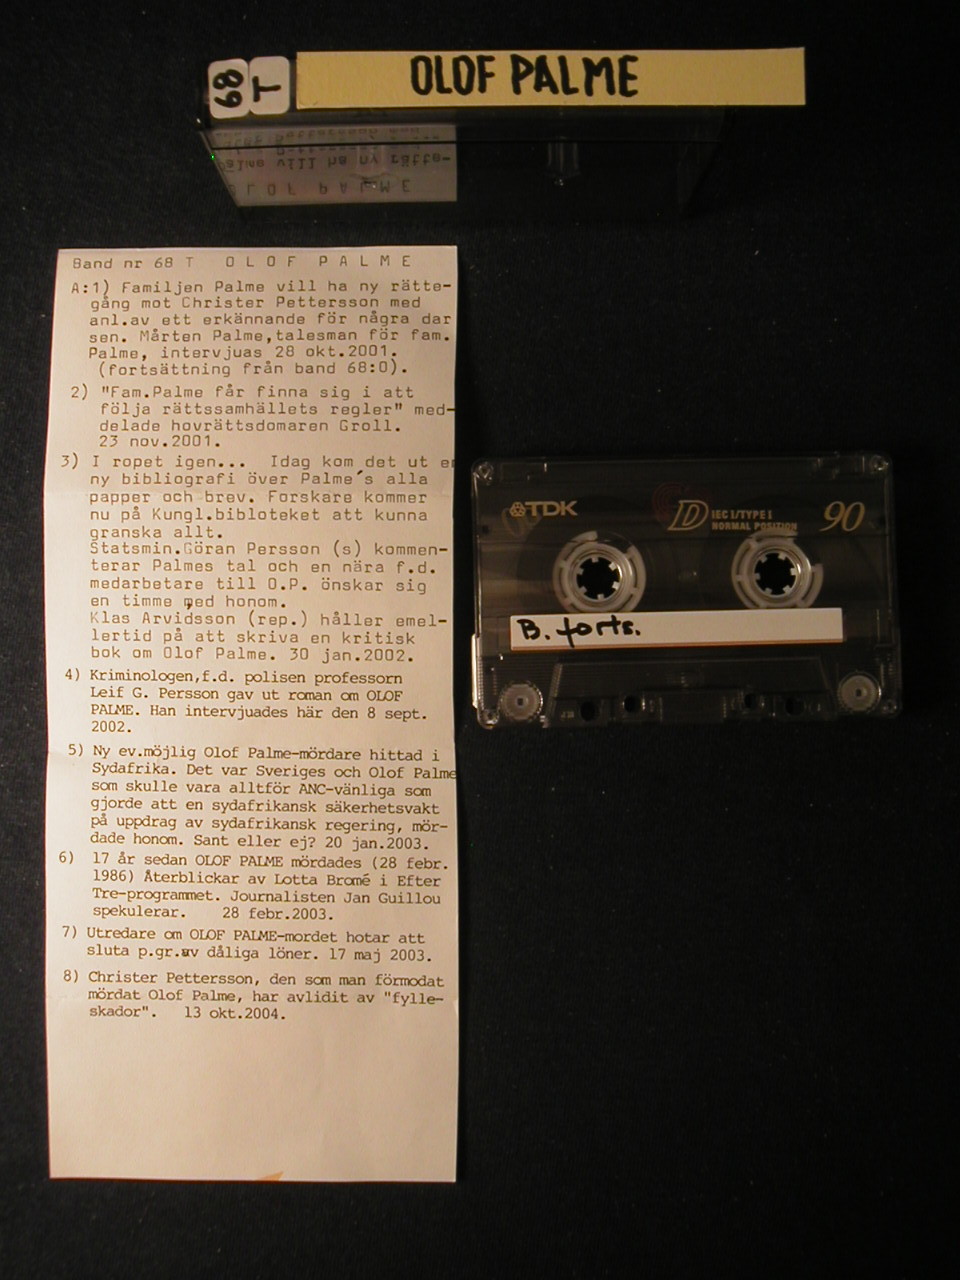 68 T
OLOF PALME
Band nr 68 T OLOF PALME
A:1) Familjen Palme vill ha ny rätte-
gång mot Christer Pettersson med
anl.av ett erkännande för några dar
sen. Mårten Palme,talesman för fam.
Palme, intervjuas 28 okt.2001.
(fortsättning från band 68:O).
2) "Fam.Palme får finna sig i att
följa rättssamhällets regler" med-
delade hovrättsdomaren Groll.
23 nov.2001.
3) I ropet igen... Idag kom det ut en
ny bibliografi över Palme´s alla
papper och brev. Forskare kommer
nu på Kungl.bibloteket att kunna
granska allt.
Statsmin.Göran Persson (s) kommen-
terar Palmes tal och en nära f.d.
medarbetare till O.P. önskar sig
en timme med honom.
Klas Arvidsson (rep.) håller emel-
lertid på att skriva en kritisk
bok om Olof Palme. 30 jan.2002.
4) Kriminologen,f.d. polisen professorn
Leif G. Persson gav ut roman om OLOF
PALME. Han intervjuades här den 8 sept.
2002.
5) Ny ev.möjlig Olof Palme-mördare hittad i
Sydafrika. Det var Sveriges och Olof Palme
som skulle vara alltför ANC-vänliga som
gjorde att en sydafrikansk säkerhetsvakt
på uppdrag av sydafrikansk regering, mör-
dade honom. Sant eller ej? 20 jan.2003.
6) 17 år sedan OLOF PALME mördades (28 febr.
1986) Återblickar av Lotta Bromé i Efter
Tre-programmet. Journalisten Jan Guillou
spekulerar. 28 febr.2003.
7) Utredare om OLOF PALME-mordet hotar att
sluta p.gr.av dåliga löner. 17 maj 2003.
8) Christer Pettersson, den som man förmodat
mördat Olof Palme, har avlidit av "fylle-
skador". 13 okt.2004.
TDK D IEC I/TYPE I 90
NORMAL POSITION
B. forts.